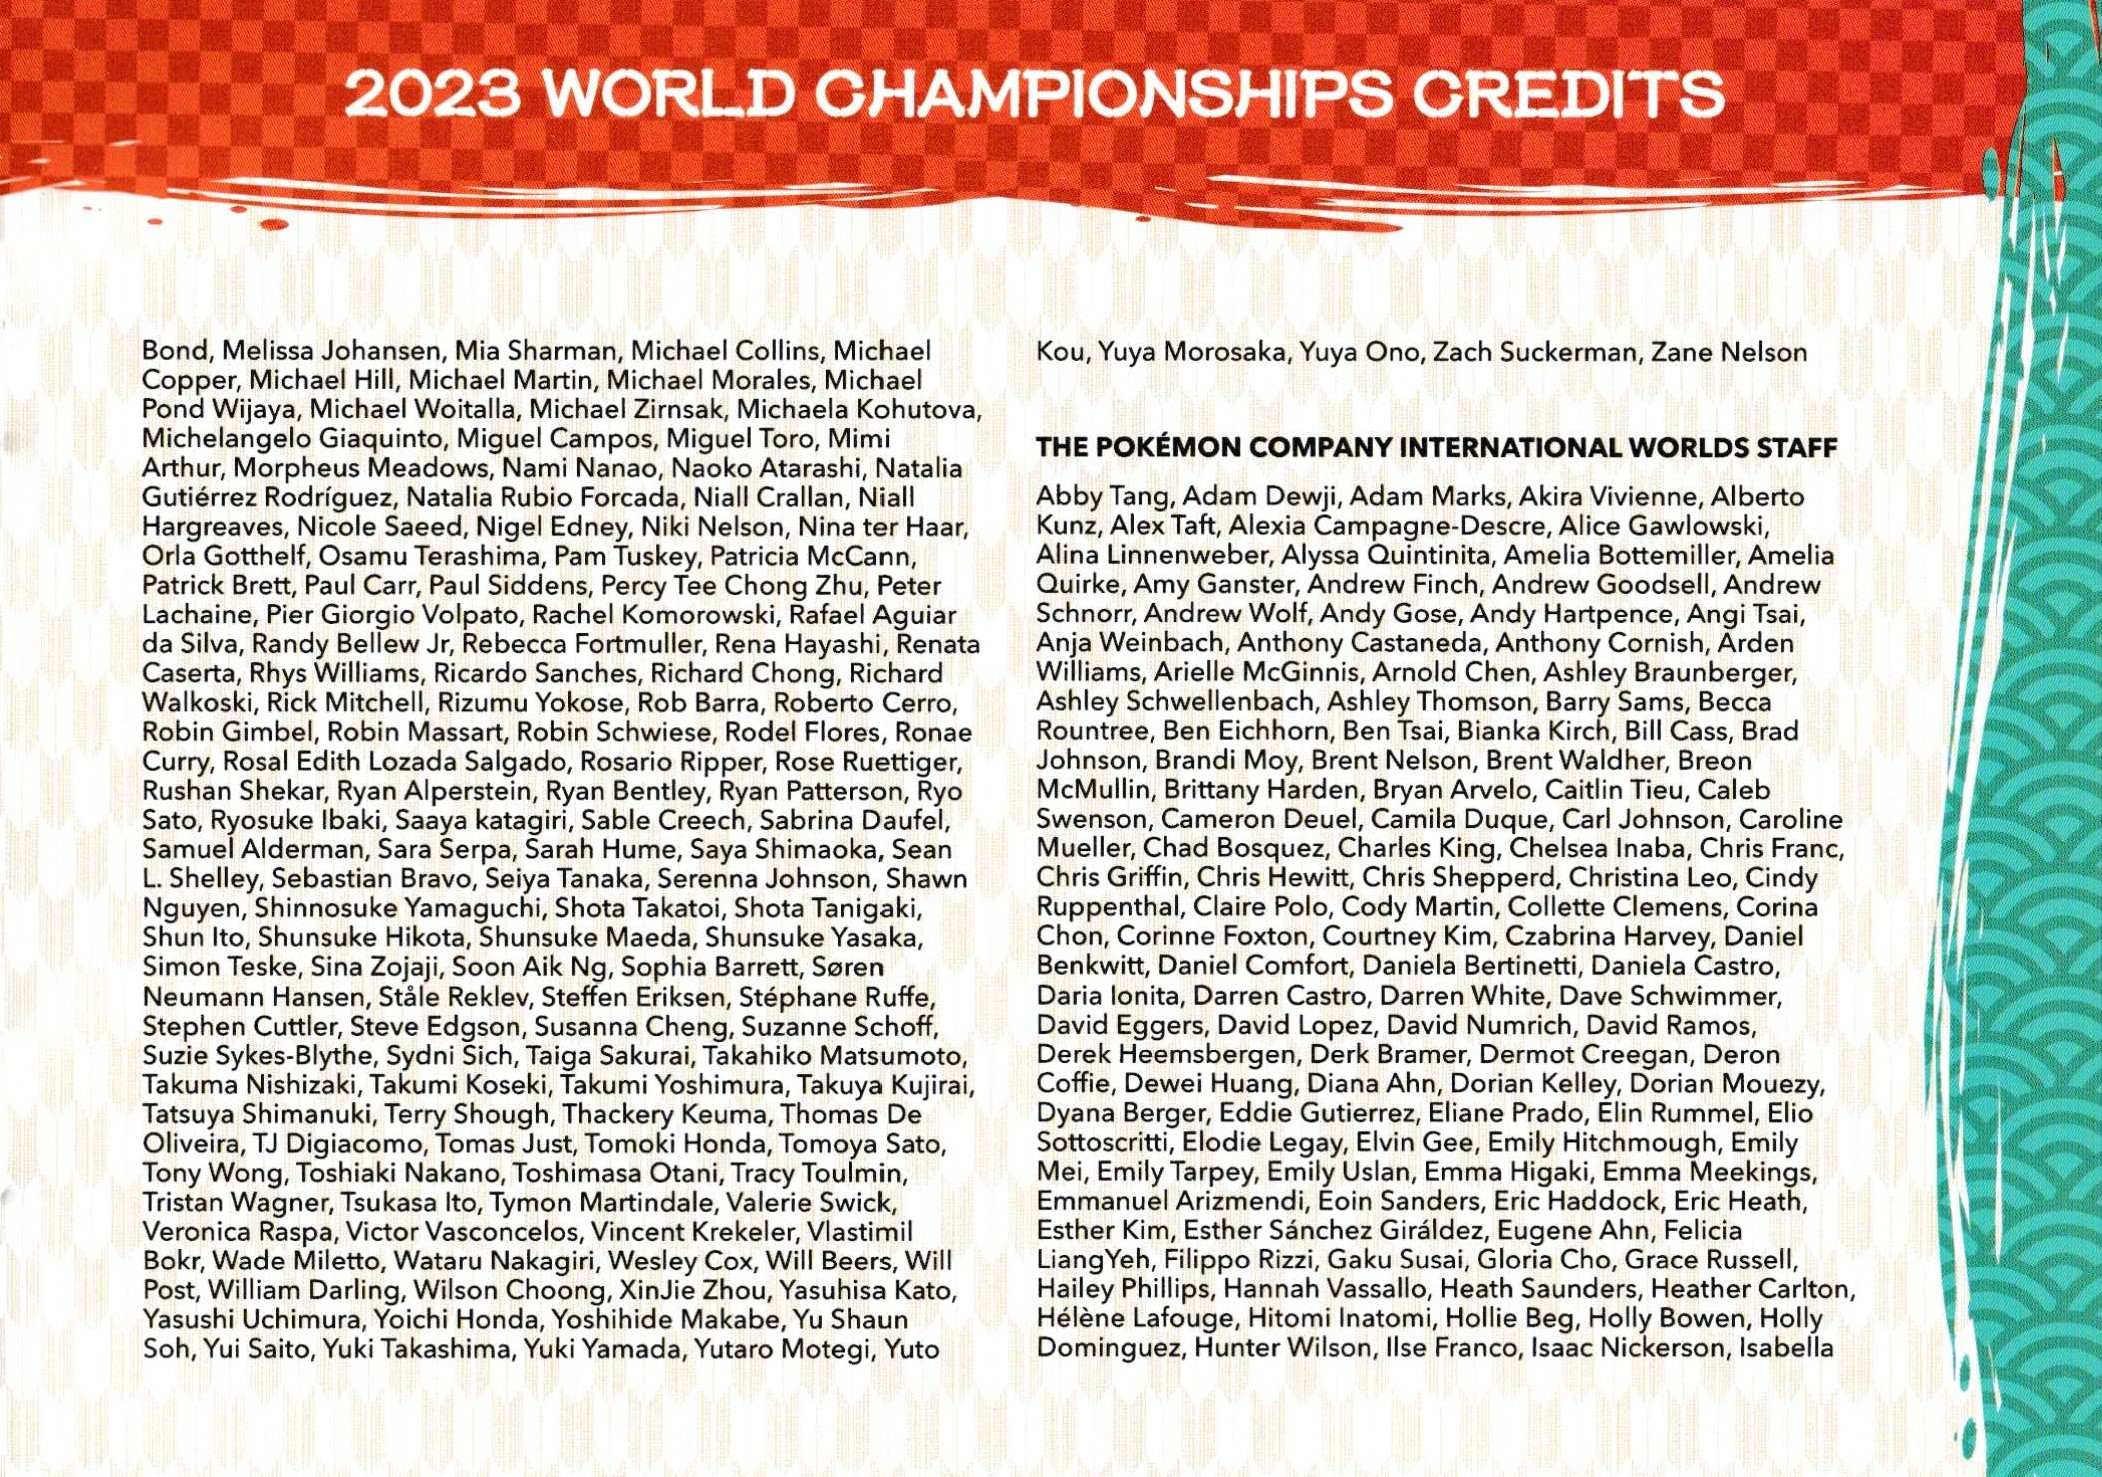 2023 WORLD CHAMPIONSHIPS CREDITS
Bond, Melissa Johansen, Mia Sharman, Michael Collins, Michael
Copper, Michael Hill, Michael Martin, Michael Morales, Michael
Pond Wijaya, Michael Woitalla, Michael Zirnsak, Michaela Kohutova,
Michelangelo Giaquinto, Miguel Campos, Miguel Toro, Mimi
Arthur, Morpheus Meadows, Nami Nanao, Naoko Atarashi, Natalia
Gutiérrez Rodríguez, Natalia Rubio Forcada, Niall Crallan, Niall
Hargreaves, Nicole Saeed, Nigel Edney, Niki Nelson, Nina ter Haar,
Orla Gotthelf, Osamu Terashima, Pam Tuskey, Patricia McCann,
Patrick Brett, Paul Carr, Paul Siddens, Percy Tee Chong Zhu, Peter
Lachaine, Pier Giorgio Volpato, Rachel Komorowski, Rafael Aguiar
da Silva, Randy Bellew Jr, Rebecca Fortmuller, Rena Hayashi, Renata
Caserta, Rhys Williams, Ricardo Sanches, Richard Chong, Richard
Walkoski, Rick Mitchell, Rizumu Yokose, Rob Barra, Roberto Cerro,
Robin Gimbel, Robin Massart, Robin Schwiese, Rodel Flores, Ronae
Curry, Rosal Edith Lozada Salgado, Rosario Ripper, Rose Ruettiger,
Rushan Shekar, Ryan Alperstein, Ryan Bentley, Ryan Patterson, Ryo
Sato, Ryosuke Ibaki, Saaya katagiri, Sable Creech, Sabrina Daufel,
Samuel Alderman, Sara Serpa, Sarah Hume, Saya Shimaoka, Sean
L. Shelley, Sebastian Bravo, Seiya Tanaka, Serenna Johnson, Shawn
Nguyen, Shinnosuke Yamaguchi, Shota Takatoi, Shota Tanigaki,
Shun Ito, Shunsuke Hikota, Shunsuke Maeda, Shunsuke Yasaka,
Simon Teske, Sina Zojaji, Soon Aik Ng, Sophia Barrett, Søren
Neumann Hansen, Ståle Reklev, Steffen Eriksen, Stéphane Ruffe,
Stephen Cuttler, Steve Edgson, Susanna Cheng, Suzanne Schoff,
Suzie Sykes-Blythe, Sydni Sich, Taiga Sakurai, Takahiko Matsumoto,
Takuma Nishizaki, Takumi Koseki, Takumi Yoshimura, Takuya Kujirai,
Tatsuya Shimanuki, Terry Shough, Thackery Keuma, Thomas De
Oliveira, TJ Digiacomo, Tomas Just, Tomoki Honda, Tomoya Sato,
Tony Wong, Toshiaki Nakano, Toshimasa Otani, Tracy Toulmin,
Tristan Wagner, Tsukasa Ito, Tymon Martindale, Valerie Swick,
Veronica Raspa, Victor Vasconcelos, Vincent Krekeler, Vlastimil
Bokr, Wade Miletto, Wataru Nakagiri, Wesley Cox, Will Beers, Will
Post, William Darling, Wilson Choong, XinJie Zhou, Yasuhisa Kato,
Yasushi Uchimura, Yoichi Honda, Yoshihide Makabe, Yu Shaun
Soh, Yui Saito, Yuki Takashima, Yuki Yamada, Yutaro Motegi, Yuto
Kou, Yuya Morosaka, Yuya Ono, Zach Suckerman, Zane Nelson
THE POKÉMON COMPANY INTERNATIONAL WORLDS STAFF
Abby Tang, Adam Dewji, Adam Marks, Akira Vivienne, Alberto
Kunz, Alex Taft, Alexia Campagne-Descre, Alice Gawlowski,
Alina Linnenweber, Alyssa Quintinita, Amelia Bottemiller, Amelia
Quirke, Amy Ganster, Andrew Finch, Andrew Goodsell, Andrew
Schnorr, Andrew Wolf, Andy Gose, Andy Hartpence, Angi Tsai,
Anja Weinbach, Anthony Castaneda, Anthony Cornish, Arden
Williams, Arielle McGinnis, Arnold Chen, Ashley Braunberger,
Ashley Schwellenbach, Ashley Thomson, Barry Sams, Becca
Rountree, Ben Eichhorn, Ben Tsai, Bianka Kirch, Bill Cass, Brad
Johnson, Brandi Moy, Brent Nelson, Brent Waldher, Breon
McMullin, Brittany Harden, Bryan Arvelo, Caitlin Tieu, Caleb
Swenson, Cameron Deuel, Camila Duque, Carl Johnson, Caroline
Mueller, Chad Bosquez, Charles King, Chelsea Inaba, Chris Franc,
Chris Griffin, Chris Hewitt, Chris Shepperd, Christina Leo, Cindy
Ruppenthal, Claire Polo, Cody Martin, Collette Clemens, Corina
Chon, Corinne Foxton, Courtney Kim, Czabrina Harvey, Daniel
Benkwitt, Daniel Comfort, Daniela Bertinetti, Daniela Castro,
Daria Ionita, Darren Castro, Darren White, Dave Schwimmer,
David Eggers, David Lopez, David Numrich, David Ramos,
Derek Heemsbergen, Derk Bramer, Dermot Creegan, Deron
Coffie, Dewei Huang, Diana Ahn, Dorian Kelley, Dorian Mouezy,
Dyana Berger, Eddie Gutierrez, Eliane Prado, Elin Rummel, Elio
Sottoscritti, Elodie Legay, Elvin Gee, Emily Hitchmough, Emily
Mei, Emily Tarpey, Emily Uslan, Emma Higaki, Emma Meekings,
Emmanuel Arizmendi, Eoin Sanders, Eric Haddock, Eric Heath,
Esther Kim, Esther Sánchez Giráldez, Eugene Ahn, Felicia
LiangYeh, Filippo Rizzi, Gaku Susai, Gloria Cho, Grace Russell,
Hailey Phillips, Hannah Vassallo, Heath Saunders, Heather Carlton,
Hélène Lafouge, Hitomi Inatomi, Hollie Beg, Holly Bowen, Holly
Dominguez, Hunter Wilson, Ilse Franco, Isaac Nickerson, Isabella